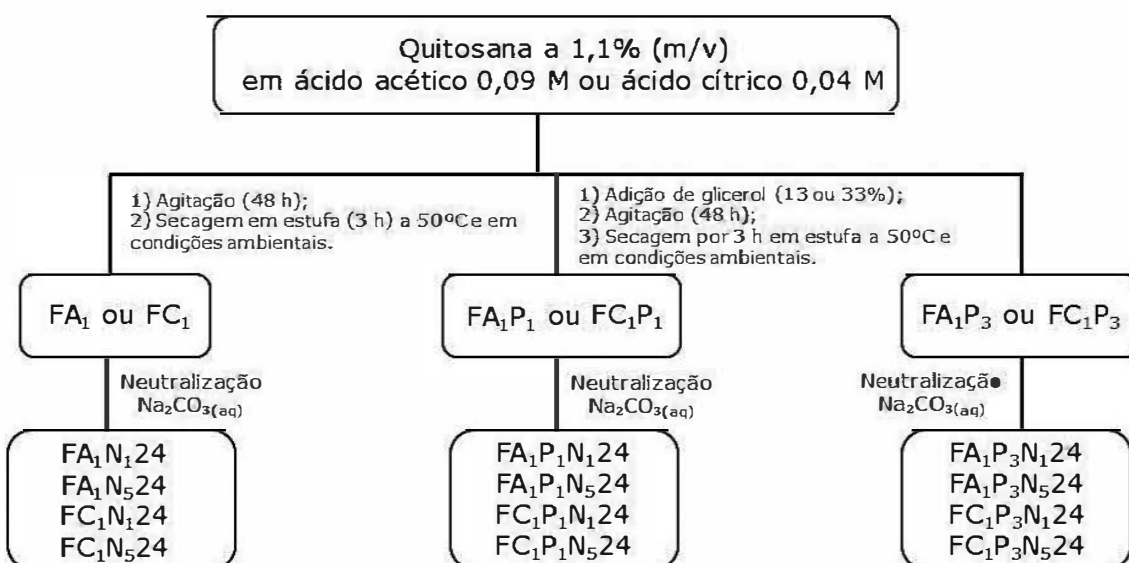 Quitosana a 1,1% (m/v)
em ácido acético 0,09 M ou ácido cítrico 0,04 M
1) Agitação (48 h);
2) Secagem em estufa (3 h) a 50ºC e em
condições ambientais.
1) Adição de glicerol (13 ou 33%);
2) Agitação (48 h);
3) Secagem por 3 h em estufa a 50ºC e
em condições ambientais.
FA₁ ou FC₁
FA₁P₁ ou FC₁P₁
FA₁P₃ ou FC₁P₃
Neutralização
Na₂CO₃₍aq₎
Neutralização
Na₂CO₃₍aq₎
Neutralização
Na₂CO₃₍aq₎
FA₁N₁24
FA₁N₅24
FC₁N₁24
FC₁N₅24
FA₁P₁N₁24
FA₁P₁N₅24
FC₁P₁N₁24
FC₁P₁N₅24
FA₁P₃N₁24
FA₁P₃N₅24
FC₁P₃N₁24
FC₁P₃N₅24